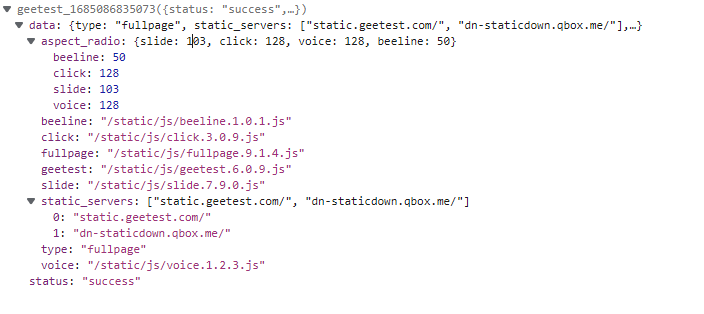 geetest_1685086835073({status: "success",…})
data: {type: "fullpage", static_servers: ["static.geetest.com/", "dn-staticdown.qbox.me/"],…}
aspect_radio: {slide: 103, click: 128, voice: 128, beeline: 50}
beeline: 50
click: 128
slide: 103
voice: 128
beeline: "/static/js/beeline.1.0.1.js"
click: "/static/js/click.3.0.9.js"
fullpage: "/static/js/fullpage.9.1.4.js"
geetest: "/static/js/geetest.6.0.9.js"
slide: "/static/js/slide.7.9.0.js"
static_servers: ["static.geetest.com/", "dn-staticdown.qbox.me/"]
0: "static.geetest.com/"
1: "dn-staticdown.qbox.me/"
type: "fullpage"
voice: "/static/js/voice.1.2.3.js"
status: "success"